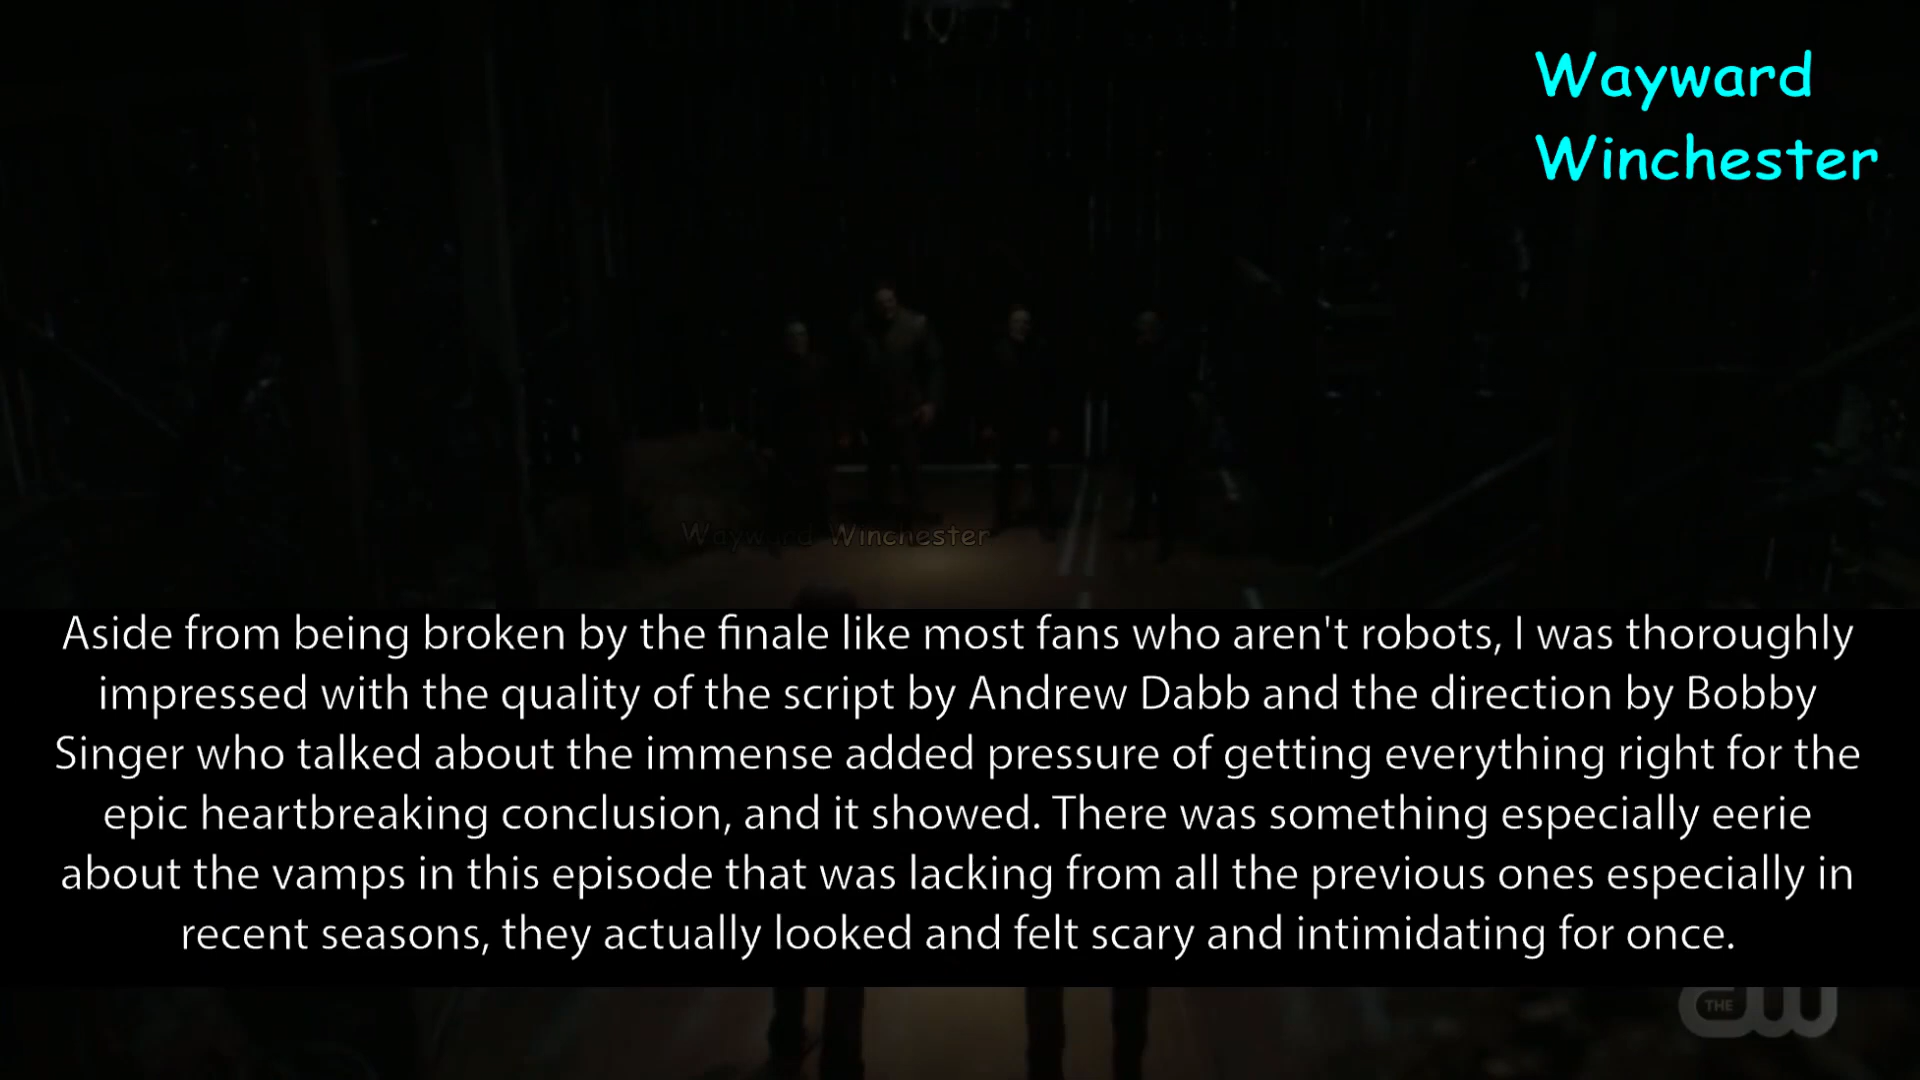 Wayward
Winchester
Wayward Winchester
Aside from being broken by the finale like most fans who aren't robots, I was thoroughly
impressed with the quality of the script by Andrew Dabb and the direction by Bobby
Singer who talked about the immense added pressure of getting everything right for the
epic heartbreaking conclusion, and it showed. There was something especially eerie
about the vamps in this episode that was lacking from all the previous ones especially in
recent seasons, they actually looked and felt scary and intimidating for once.
THE CW